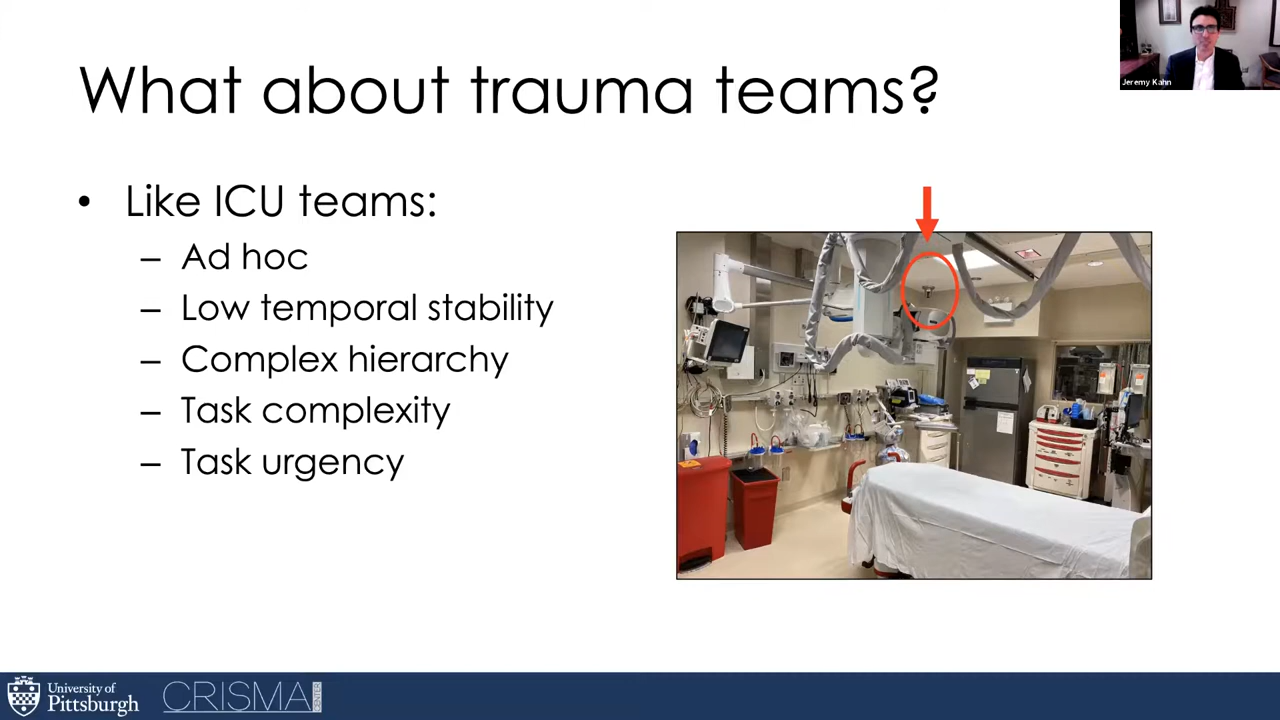 What about trauma teams?
Jeremy Kahn
• Like ICU teams:
– Ad hoc
– Low temporal stability
– Complex hierarchy
– Task complexity
– Task urgency
University of
Pittsburgh
CRISMA
CENTER